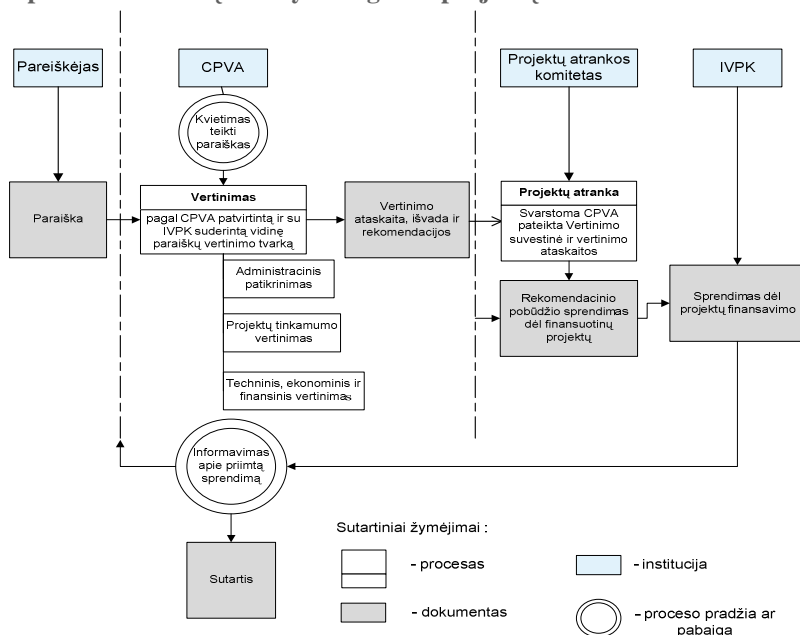 Pareiškėjas
CPVA
Projektų atrankos
komitetas
IVPK
Kvietimas
teikti
paraiškas
Paraiška
Vertinimas
pagal CPVA patvirtintą ir su
IVPK suderintą vidinę
paraiškų vertinimo tvarką
Vertinimo
ataskaita, išvada ir
rekomendacijos
Projektų atranka
Svarstoma CPVA
pateikta Vertinimo
suvestinė ir vertinimo
ataskaitos
Administracinis
patikrinimas
Projektų tinkamumo
vertinimas
Techninis, ekonominis ir
finansinis vertinimas
Rekomendacinio
pobūdžio sprendimas
dėl finansuotinų
projektų
Sprendimas dėl
projektų finansavimo
Informavimas
apie priimtą
sprendimą
Sutartis
Sutartiniai žymėjimai :
- procesas
- institucija
- dokumentas
- proceso pradžia ar
pabaiga